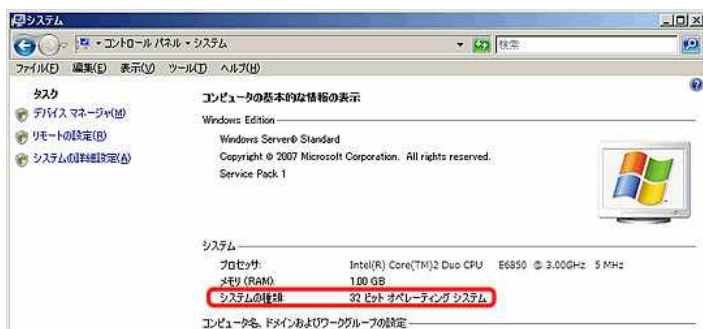 システム
コントロール パネル システム
検索
ファイル(F) 編集(E) 表示(V) ツール(T) ヘルプ(H)
タスク
デバイス マネージャ(M)
リモートの設定(R)
システムの詳細設定(A)
コンピュータの基本的な情報の表示
Windows Edition
Windows Server® Standard
Copyright © 2007 Microsoft Corporation. All rights reserved.
Service Pack 1
システム
プロセッサ: Intel(R) Core(TM)2 Duo CPU E6850 @ 3.00GHz 5 MHz
メモリ (RAM): 1.00 GB
システムの種類: 32 ビット オペレーティング システム
コンピュータ名、ドメインおよびワークグループの設定